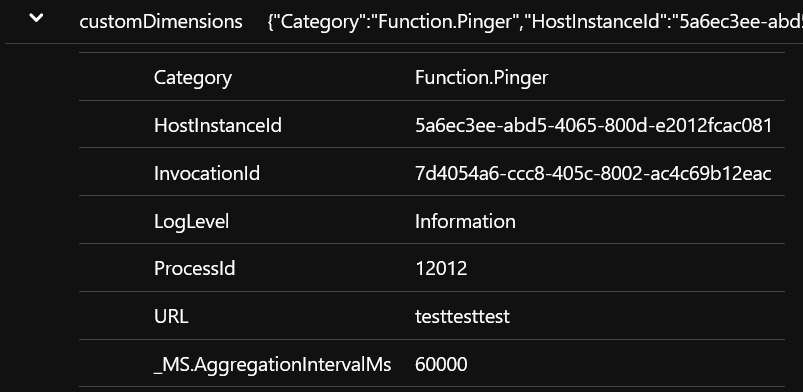 customDimensions {"Category":"Function.Pinger","HostInstanceId":"5a6ec3ee-abd5
Category Function.Pinger
HostInstanceId 5a6ec3ee-abd5-4065-800d-e2012fcac081
InvocationId 7d4054a6-ccc8-405c-8002-ac4c69b12eac
LogLevel Information
ProcessId 12012
URL testtesttest
_MS.AggregationIntervalMs 60000